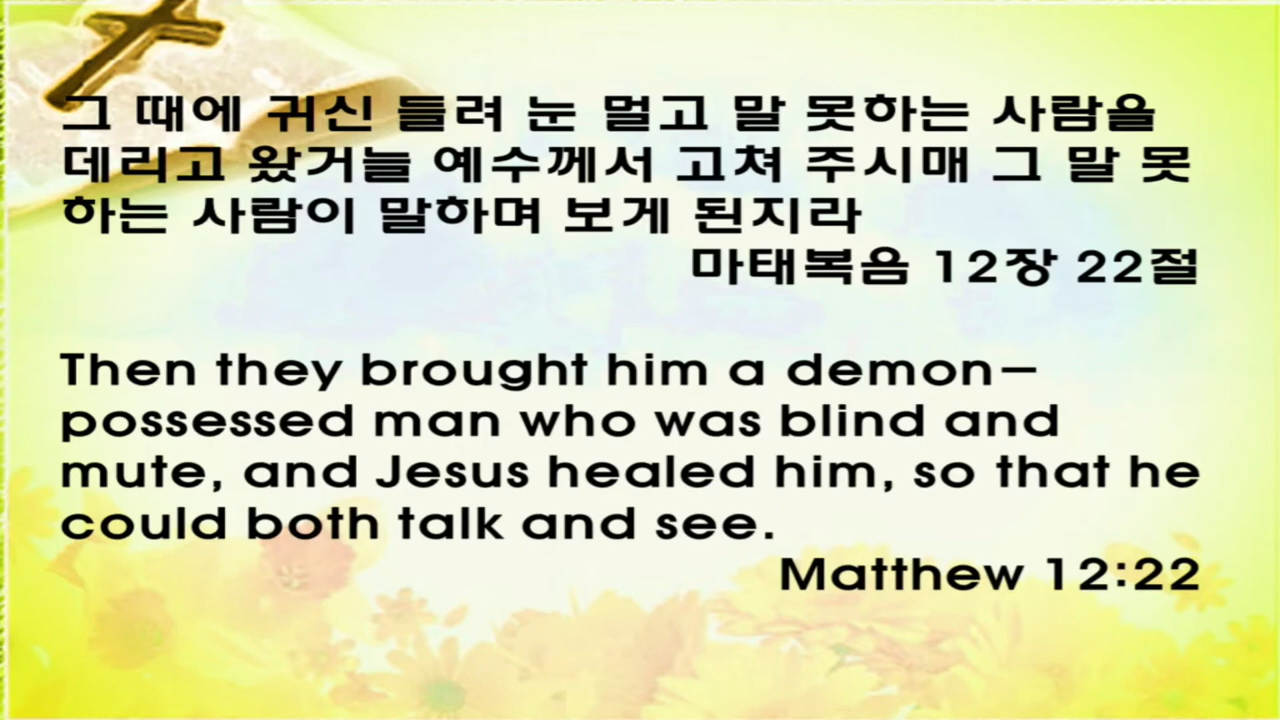 그 때에 귀신 들려 눈 멀고 말 못하는 사람을
데리고 왔거늘 예수께서 고쳐 주시매 그 말 못
하는 사람이 말하며 보게 된지라
마태복음 12장 22절
Then they brought him a demon-
possessed man who was blind and
mute, and Jesus healed him, so that he
could both talk and see.
Matthew 12:22